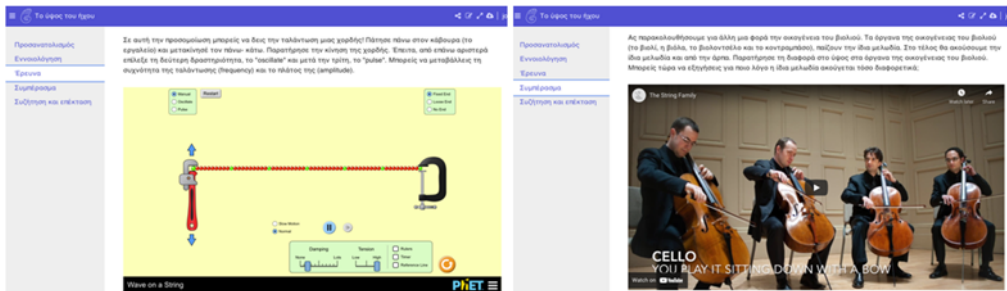 Το ύψος του ήχου
Προσανατολισμός
Εννοιολόγηση
Έρευνα
Συμπέρασμα
Συζήτηση και επέκταση
Σε αυτή την προσομοίωση μπορείς να δεις την ταλάντωση μιας χορδής! Πάτησε πάνω στον κάβουρα (το
εργαλείο) και μετακίνησέ τον πάνω- κάτω. Παρατήρησε την κίνηση της χορδής. Έπειτα, από επάνω αριστερά
επίλεξε τη δεύτερη δραστηριότητα, το "oscillate" και μετά την τρίτη, το "pulse". Μπορείς να μεταβάλλεις τη
συχνότητα της ταλάντωσης (frequency) και το πλάτος της (amplitude).
Manual
Oscillate
Pulse
Restart
Fixed End
Loose End
No End
Slow Motion
Normal
Damping
None
Lots
Tension
Low
High
Rulers
Timer
Reference Line
Wave on a String
PhET
Το ύψος του ήχου
Προσανατολισμός
Εννοιολόγηση
Έρευνα
Συμπέρασμα
Συζήτηση και επέκταση
Ας παρακολουθήσουμε για άλλη μια φορά την οικογένεια του βιολιού. Τα όργανα της οικογένειας του βιολιού
(το βιολί, η βιόλα, το βιολοντσέλο και το κοντραμπάσο), παίζουν την ίδια μελωδία. Στο τέλος θα ακούσουμε την
ίδια μελωδία και από την άρπα. Παρατήρησε τη διαφορά στο ύψος στα όργανα της οικογένειας του βιολιού.
Μπορείς τώρα να εξηγήσεις για ποιο λόγο η ίδια μελωδία ακούγεται τόσο διαφορετικά;
The String Family
Watch later
Share
CELLO
YOU PLAY IT SITTING DOWN WITH A BOW
Watch on YouTube